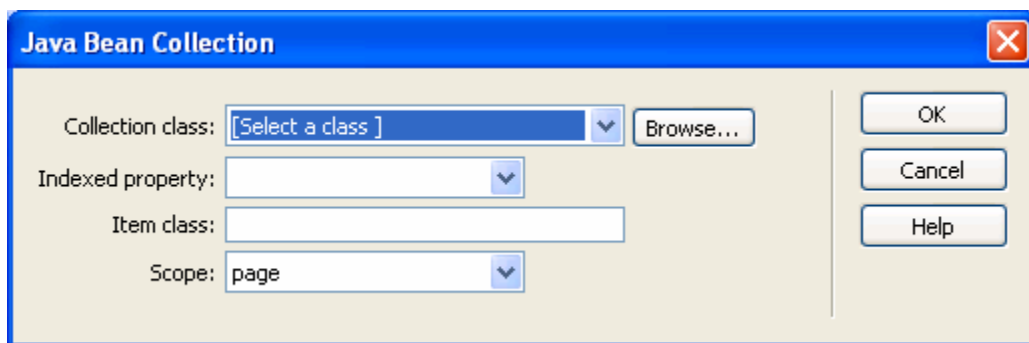 Java Bean Collection
Collection class: [Select a class ] Browse... OK
Indexed property: Cancel
Item class: Help
Scope: page